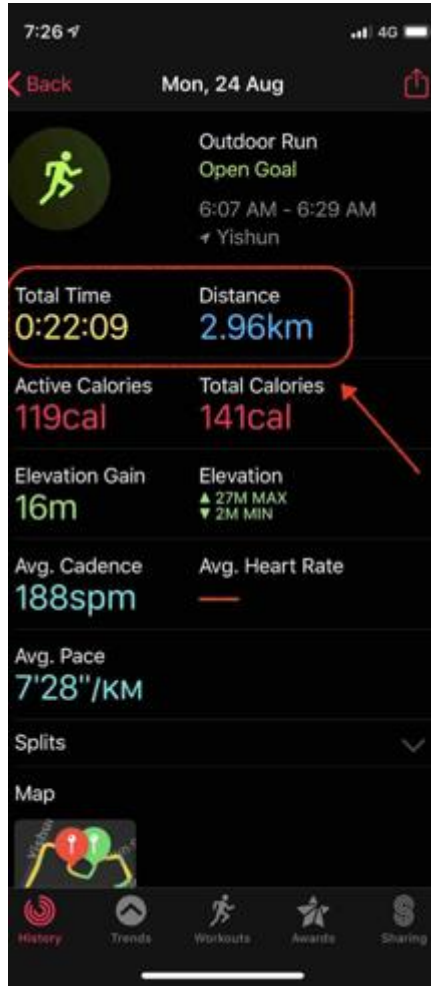 7:26
4G
Back
Mon, 24 Aug
Outdoor Run
Open Goal
6:07 AM - 6:29 AM
Yishun
Total Time
0:22:09
Distance
2.96km
Active Calories
119cal
Total Calories
141cal
Elevation Gain
16m
Elevation
▲ 27M MAX
▼ 2M MIN
Avg. Cadence
188spm
Avg. Heart Rate
—
Avg. Pace
7'28"/KM
Splits
Map
Yishun
History
Trends
Workouts
Awards
Sharing